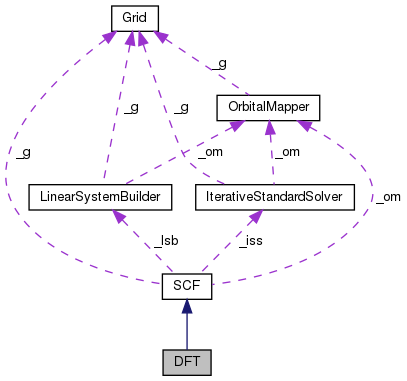 Grid
_g
OrbitalMapper
_g
_g
_g
_om
_om
LinearSystemBuilder
IterativeStandardSolver
_om
_lsb
_iss
SCF
DFT